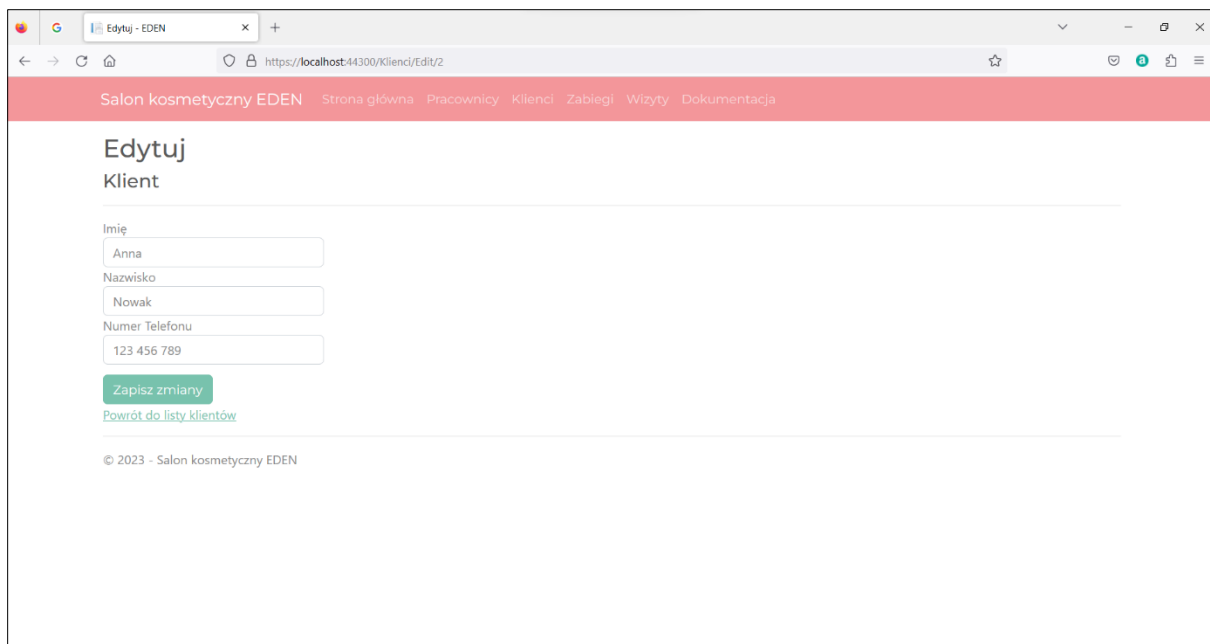 Edytuj - EDEN
https://localhost:44300/Klienci/Edit/2
Salon kosmetyczny EDEN Strona główna Pracownicy Klienci Zabiegi Wizyty Dokumentacja
Edytuj
Klient
Imię
Anna
Nazwisko
Nowak
Numer Telefonu
123 456 789
Zapisz zmiany
Powrót do listy klientów
© 2023 - Salon kosmetyczny EDEN